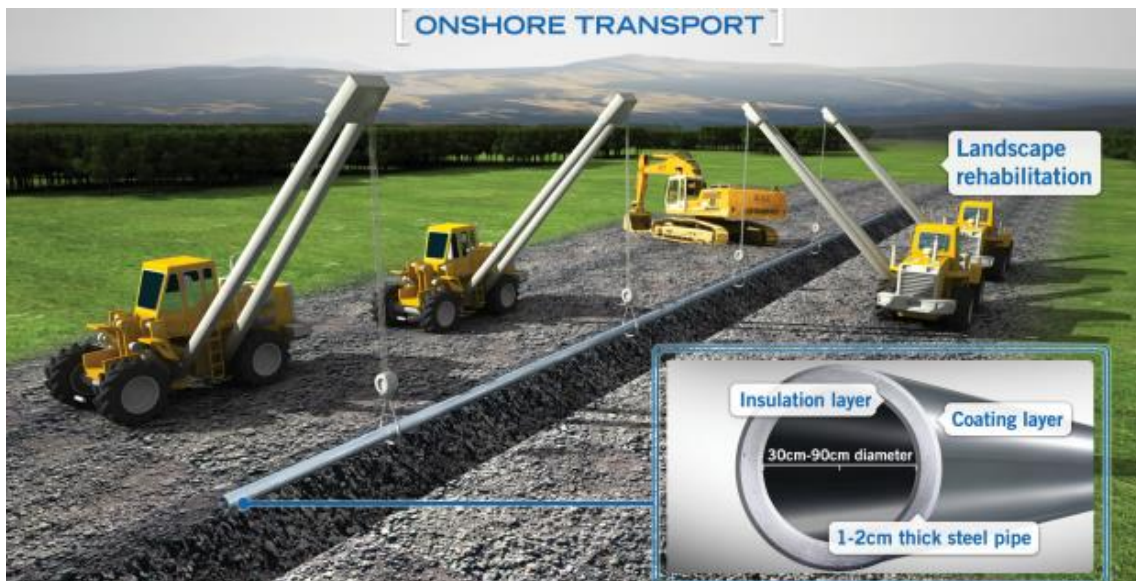 ONSHORE TRANSPORT
Landscape
rehabilitation
Insulation layer
Coating layer
30cm-90cm diameter
1-2cm thick steel pipe